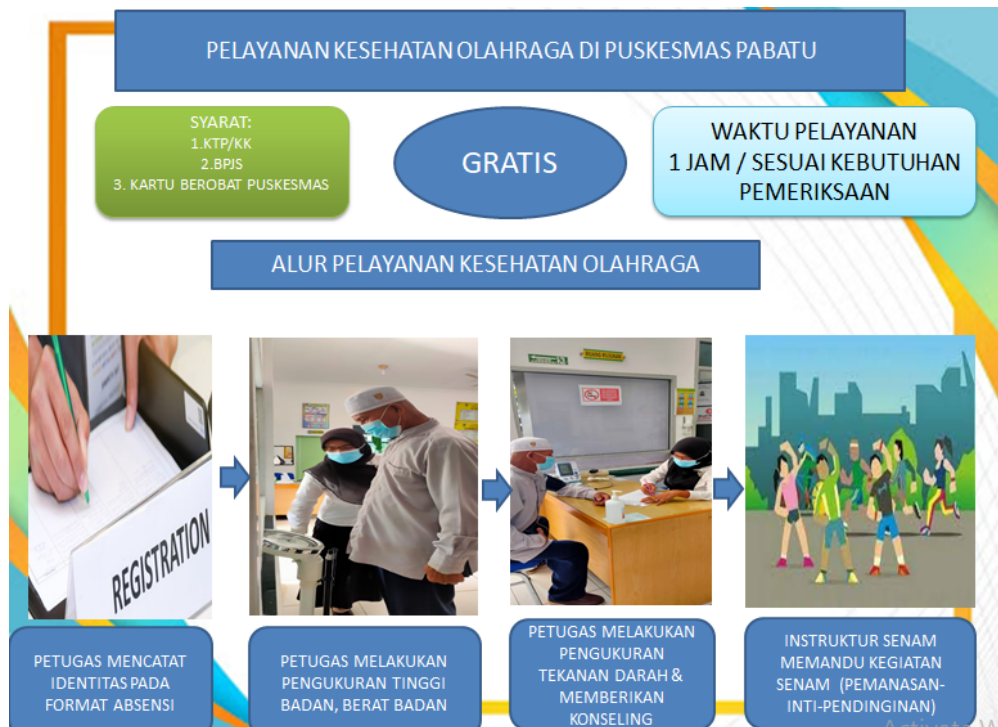 PELAYANAN KESEHATAN OLAHRAGA DI PUSKESMAS PABATU
SYARAT:
1.KTP/KK
2.BPJS
3. KARTU BEROBAT PUSKESMAS
GRATIS
WAKTU PELAYANAN
1 JAM / SESUAI KEBUTUHAN
PEMERIKSAAN
ALUR PELAYANAN KESEHATAN OLAHRAGA
REGISTRATION
PETUGAS MENCATAT
IDENTITAS PADA
FORMAT ABSENSI
PETUGAS MELAKUKAN
PENGUKURAN TINGGI
BADAN, BERAT BADAN
PETUGAS MELAKUKAN
PENGUKURAN
TEKANAN DARAH &
MEMBERIKAN
KONSELING
INSTRUKTUR SENAM
MEMANDU KEGIATAN
SENAM (PEMANASAN-
INTI-PENDINGINAN)